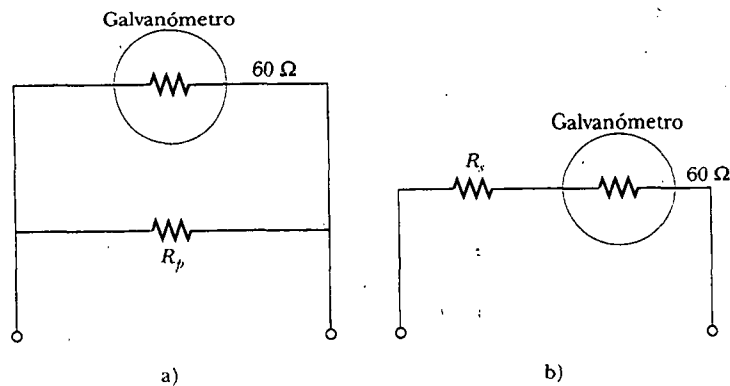 Galvanómetro
60 Ω
R_p
a)
Galvanómetro
R_s
60 Ω
b)